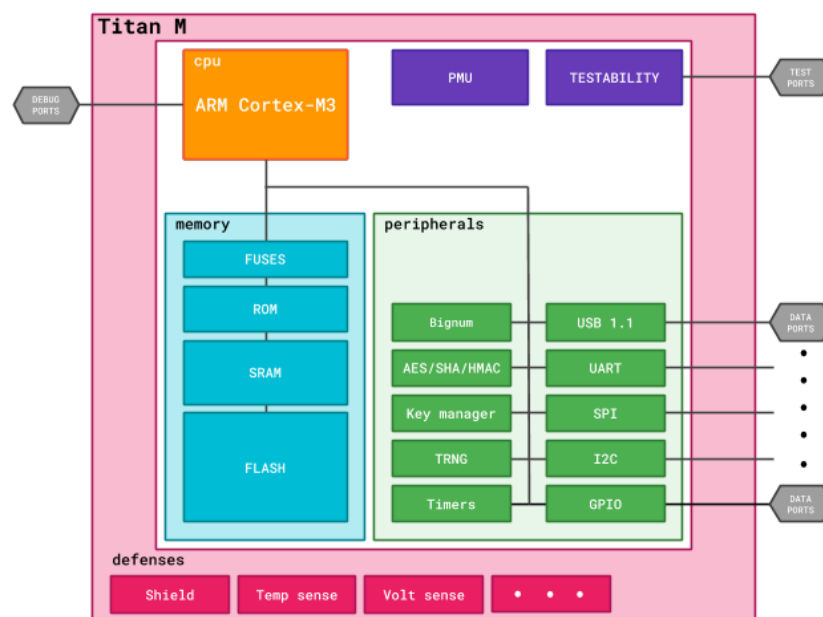 Titan M
cpu
ARM Cortex-M3
PMU
TESTABILITY
TEST
PORTS
DEBUG
PORTS
memory
FUSES
ROM
SRAM
FLASH
peripherals
Bignum
USB 1.1
DATA
PORTS
AES/SHA/HMAC
UART
Key manager
SPI
TRNG
I2C
Timers
GPIO
DATA
PORTS
defenses
Shield
Temp sense
Volt sense
• • •